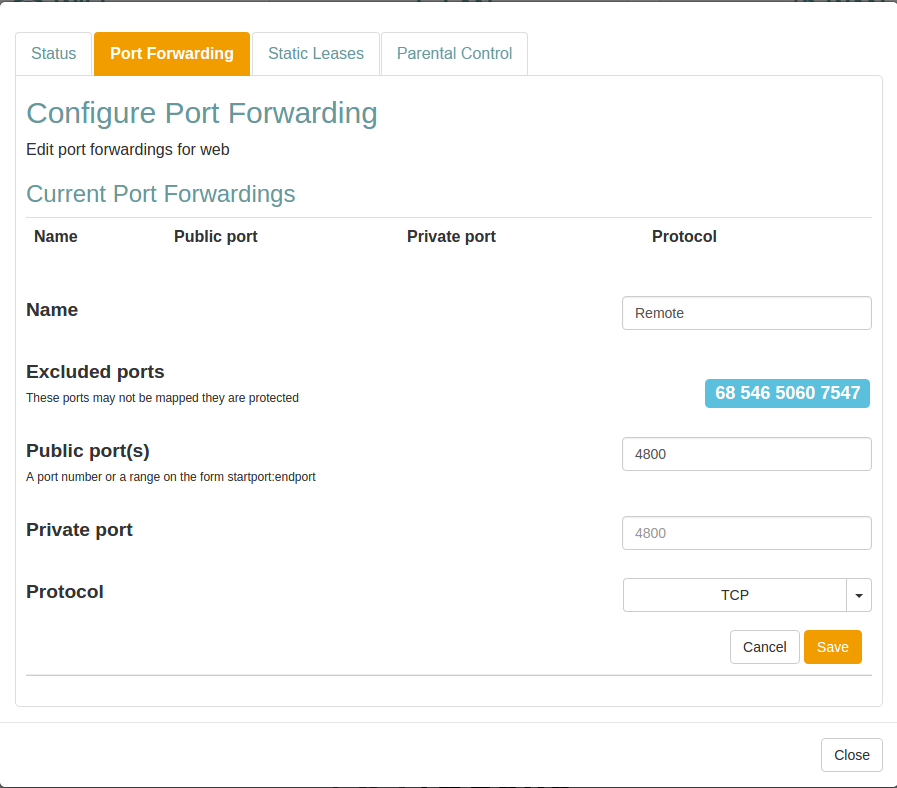 Status Port Forwarding Static Leases Parental Control
Configure Port Forwarding
Edit port forwardings for web
Current Port Forwardings
Name Public port Private port Protocol
Name Remote
Excluded ports
These ports may not be mapped they are protected 68 546 5060 7547
Public port(s) 4800
A port number or a range on the form startport:endport
Private port 4800
Protocol TCP
Cancel Save
Close